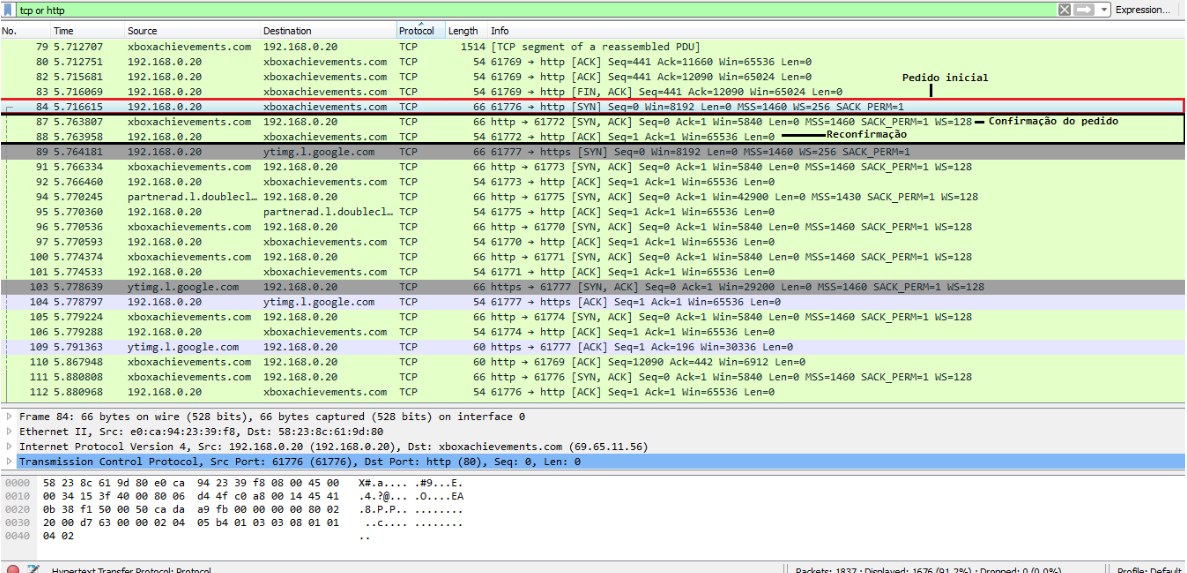 tcp or http Expression...
No. Time Source Destination Protocol Length Info
79 5.712707 xboxachievements.com 192.168.0.20 TCP 1514 [TCP segment of a reassembled PDU]
80 5.712751 192.168.0.20 xboxachievements.com TCP 54 61769 → http [ACK] Seq=441 Ack=11660 Win=65536 Len=0
82 5.715681 192.168.0.20 xboxachievements.com TCP 54 61769 → http [ACK] Seq=441 Ack=12090 Win=65024 Len=0
Pedido inicial
83 5.716069 192.168.0.20 xboxachievements.com TCP 54 61769 → http [FIN, ACK] Seq=441 Ack=12090 Win=65024 Len=0
84 5.716615 192.168.0.20 xboxachievements.com TCP 66 61776 → http [SYN] Seq=0 Win=8192 Len=0 MSS=1460 WS=256 SACK_PERM=1
87 5.763807 xboxachievements.com 192.168.0.20 TCP 66 http → 61772 [SYN, ACK] Seq=0 Ack=1 Win=5840 Len=0 MSS=1460 SACK_PERM=1 WS=128 Confirmação do pedido
88 5.763958 192.168.0.20 xboxachievements.com TCP 54 61772 → http [ACK] Seq=1 Ack=1 Win=65536 Len=0 Reconfirmação
89 5.764181 192.168.0.20 ytimg.l.google.com TCP 66 61777 → https [SYN] Seq=0 Win=8192 Len=0 MSS=1460 WS=256 SACK_PERM=1
91 5.766334 xboxachievements.com 192.168.0.20 TCP 66 http → 61773 [SYN, ACK] Seq=0 Ack=1 Win=5840 Len=0 MSS=1460 SACK_PERM=1 WS=128
92 5.766460 192.168.0.20 xboxachievements.com TCP 54 61773 → http [ACK] Seq=1 Ack=1 Win=65536 Len=0
94 5.770245 partnerad.l.doublecl… 192.168.0.20 TCP 66 http → 61775 [SYN, ACK] Seq=0 Ack=1 Win=42900 Len=0 MSS=1430 SACK_PERM=1 WS=128
95 5.770360 192.168.0.20 partnerad.l.doublecl… TCP 54 61775 → http [ACK] Seq=1 Ack=1 Win=65536 Len=0
96 5.770536 xboxachievements.com 192.168.0.20 TCP 66 http → 61770 [SYN, ACK] Seq=0 Ack=1 Win=5840 Len=0 MSS=1460 SACK_PERM=1 WS=128
97 5.770593 192.168.0.20 xboxachievements.com TCP 54 61770 → http [ACK] Seq=1 Ack=1 Win=65536 Len=0
100 5.774374 xboxachievements.com 192.168.0.20 TCP 66 http → 61771 [SYN, ACK] Seq=0 Ack=1 Win=5840 Len=0 MSS=1460 SACK_PERM=1 WS=128
101 5.774533 192.168.0.20 xboxachievements.com TCP 54 61771 → http [ACK] Seq=1 Ack=1 Win=65536 Len=0
103 5.778639 ytimg.l.google.com 192.168.0.20 TCP 66 https → 61777 [SYN, ACK] Seq=0 Ack=1 Win=29200 Len=0 MSS=1460 SACK_PERM=1 WS=128
104 5.778797 192.168.0.20 ytimg.l.google.com TCP 54 61777 → https [ACK] Seq=1 Ack=1 Win=65536 Len=0
105 5.779224 xboxachievements.com 192.168.0.20 TCP 66 http → 61774 [SYN, ACK] Seq=0 Ack=1 Win=5840 Len=0 MSS=1460 SACK_PERM=1 WS=128
106 5.779288 192.168.0.20 xboxachievements.com TCP 54 61774 → http [ACK] Seq=1 Ack=1 Win=65536 Len=0
109 5.791363 ytimg.l.google.com 192.168.0.20 TCP 60 https → 61777 [ACK] Seq=1 Ack=196 Win=30336 Len=0
110 5.867948 xboxachievements.com 192.168.0.20 TCP 60 http → 61769 [ACK] Seq=12090 Ack=442 Win=6912 Len=0
111 5.880808 xboxachievements.com 192.168.0.20 TCP 66 http → 61776 [SYN, ACK] Seq=0 Ack=1 Win=5840 Len=0 MSS=1460 SACK_PERM=1 WS=128
112 5.880968 192.168.0.20 xboxachievements.com TCP 54 61776 → http [ACK] Seq=1 Ack=1 Win=65536 Len=0
Frame 84: 66 bytes on wire (528 bits), 66 bytes captured (528 bits) on interface 0
Ethernet II, Src: e0:ca:94:23:39:f8, Dst: 58:23:8c:61:9d:80
Internet Protocol Version 4, Src: 192.168.0.20 (192.168.0.20), Dst: xboxachievements.com (69.65.11.56)
Transmission Control Protocol, Src Port: 61776 (61776), Dst Port: http (80), Seq: 0, Len: 0
0000 58 23 8c 61 9d 80 e0 ca 94 23 39 f8 08 00 45 00 X#.a.... .#9...E.
0010 00 34 15 3f 40 00 80 06 d4 4f c0 a8 00 14 45 41 .4.?@... .O....EA
0020 0b 38 f1 50 00 50 ca da a9 fb 00 00 00 00 80 02 .8.P.P.. ........
0030 20 00 d7 63 00 00 02 04 05 b4 01 03 03 08 01 01 ..c.... ........
0040 04 02 ..
Hypertext Transfer Protocol: Protocol Packets: 1837 · Displayed: 1676 (91.2%) · Dropped: 0 (0.0%) Profile: Default